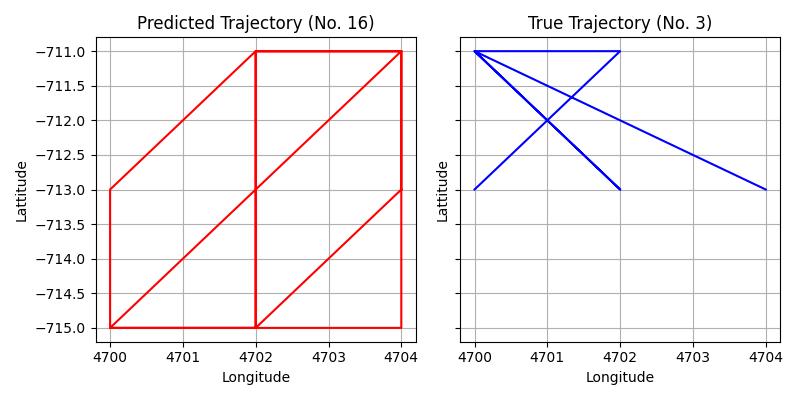 Predicted Trajectory (No. 16)
True Trajectory (No. 3)
Lattitude
−711.0
−711.5
−712.0
−712.5
−713.0
−713.5
−714.0
−714.5
−715.0
4700 4701 4702 4703 4704
Longitude
Lattitude
4700 4701 4702 4703 4704
Longitude